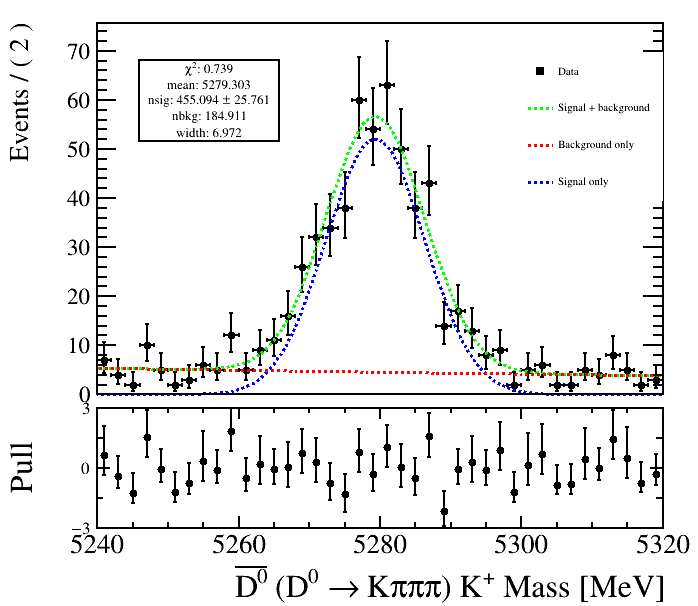 Events / ( 2 )
70
60
50
40
30
20
10
0
χ²: 0.739
mean: 5279.303
nsig: 455.094 ± 25.761
nbkg: 184.911
width: 6.972
Data
Signal + background
Background only
Signal only
Pull
3
0
−3
5240 5260 5280 5300 5320
D⁰ (D⁰ → Kπππ) K⁺ Mass [MeV]